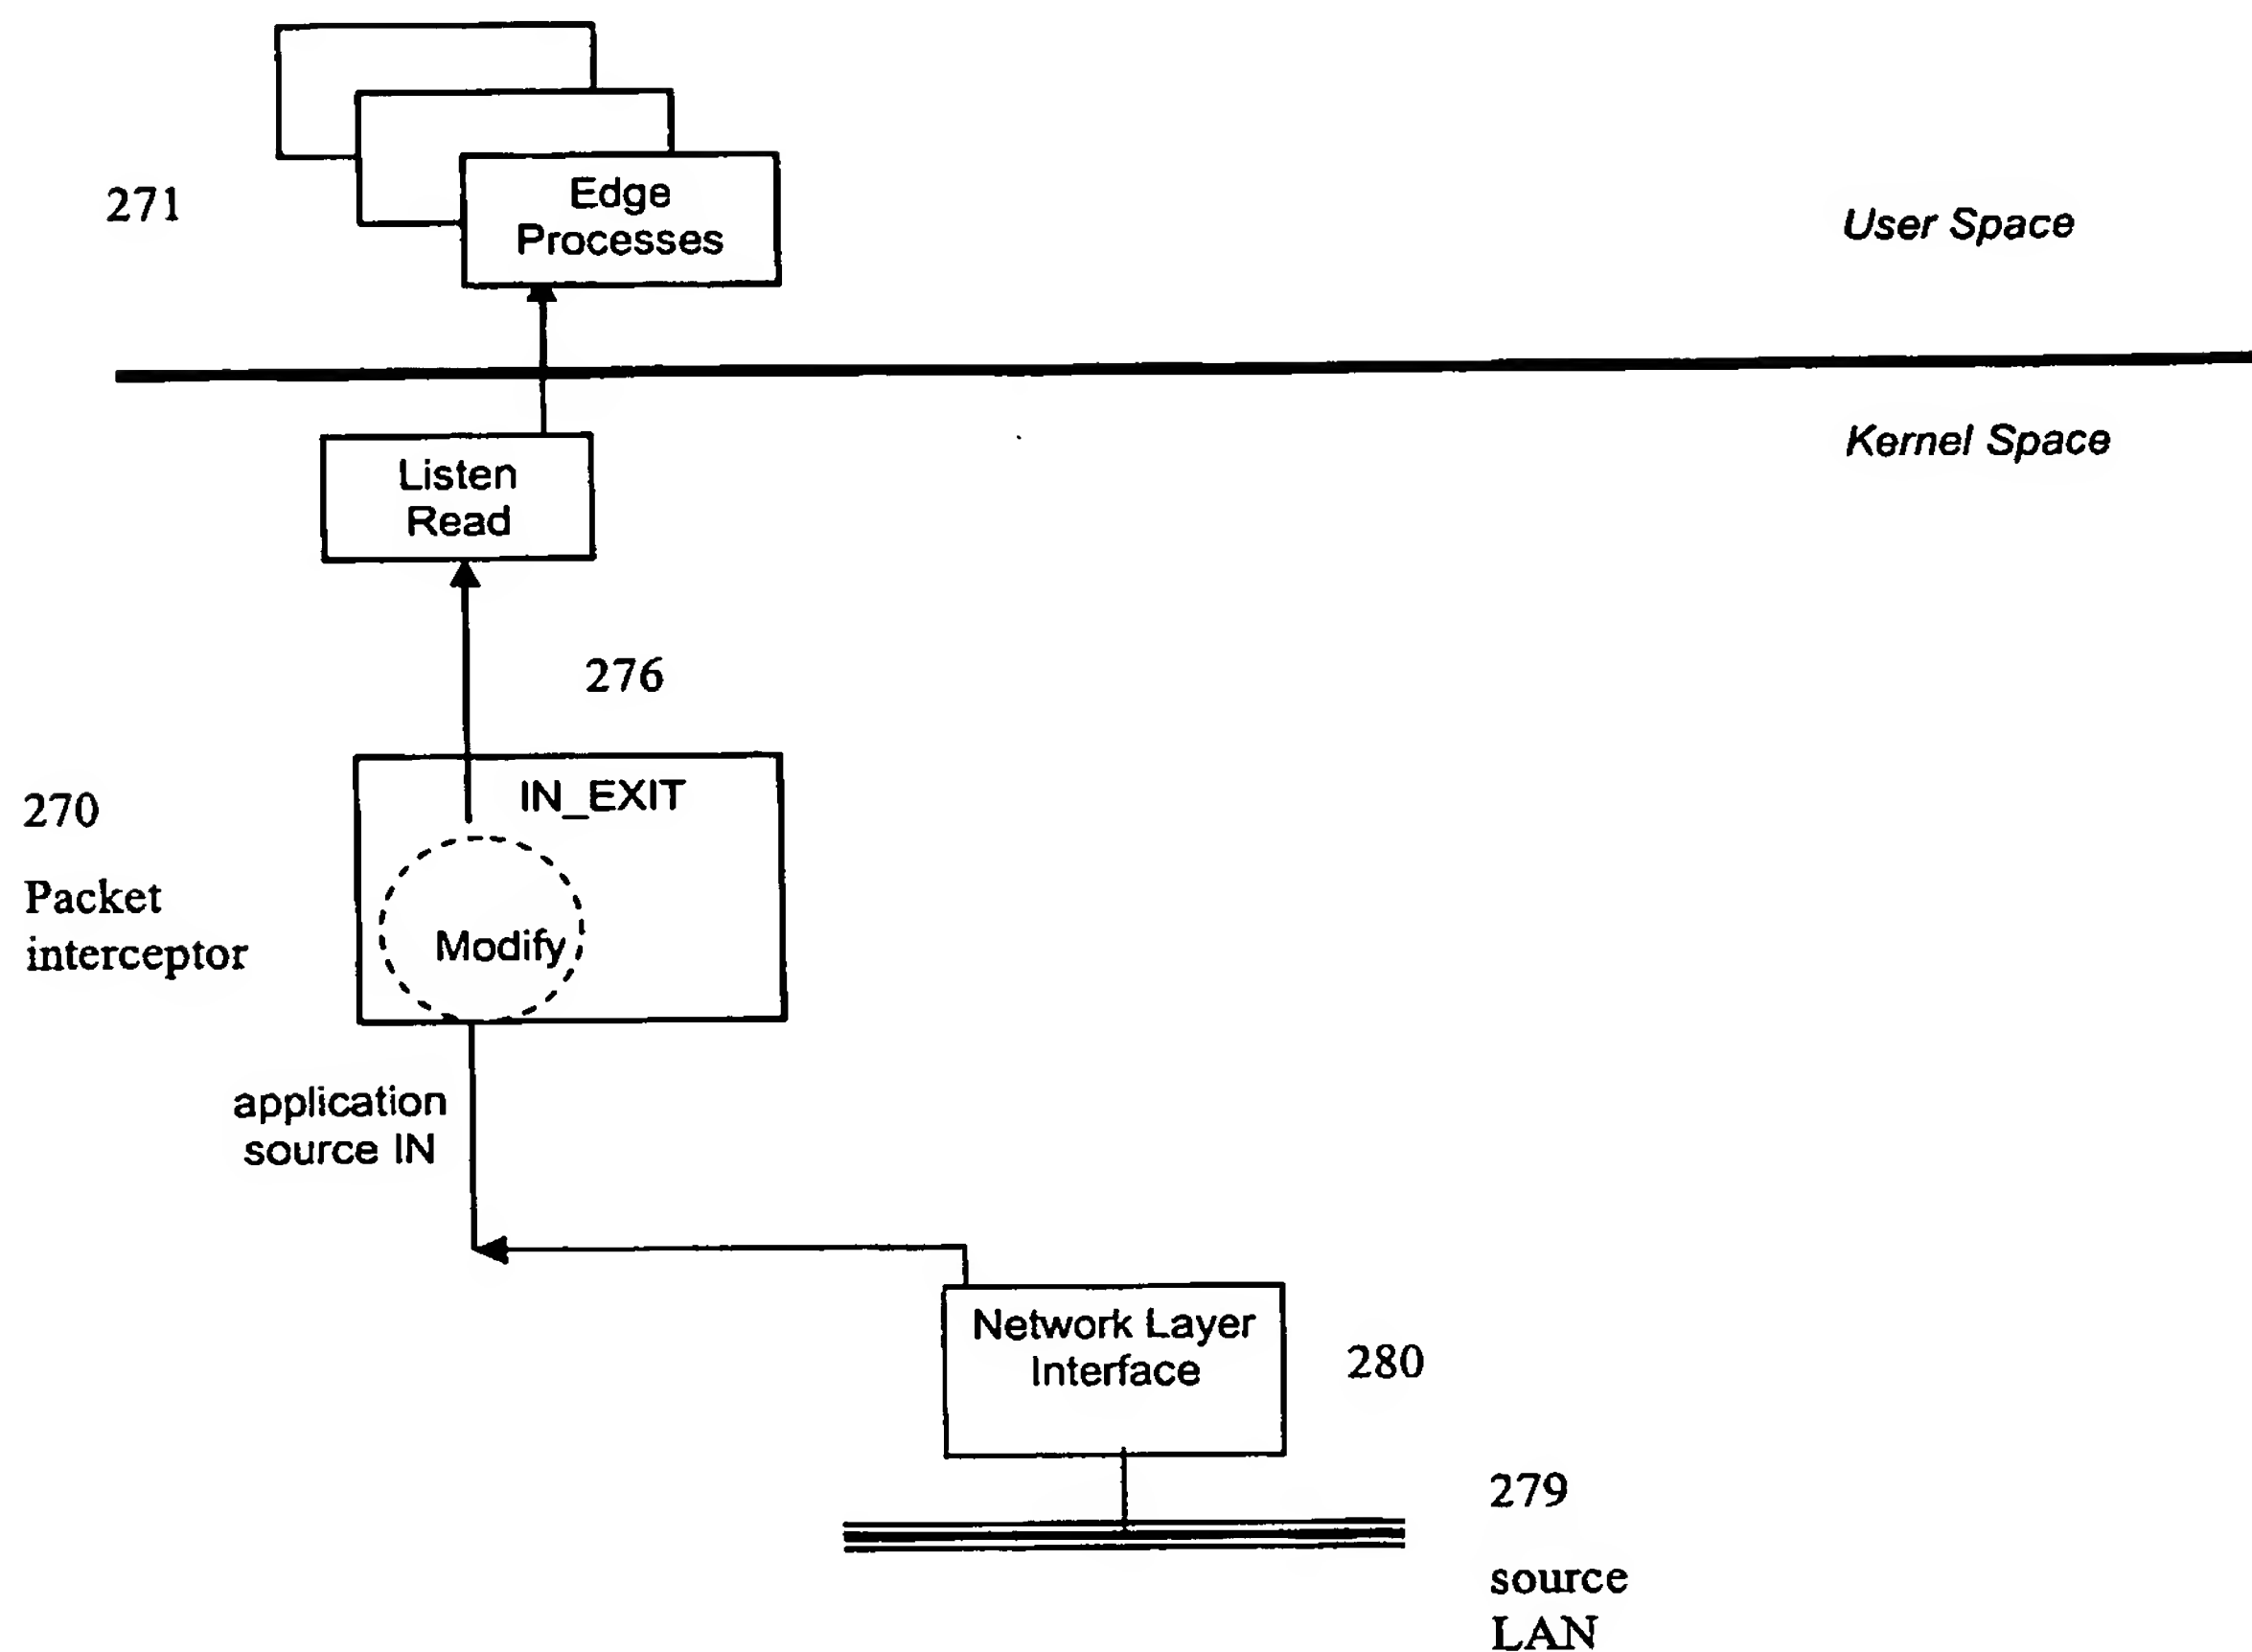 271
Edge
Processes
User Space
Kernel Space
Listen
Read
276
270
Packet
interceptor
IN_EXIT
Modify
application
source IN
Network Layer
Interface
280
279
source
LAN